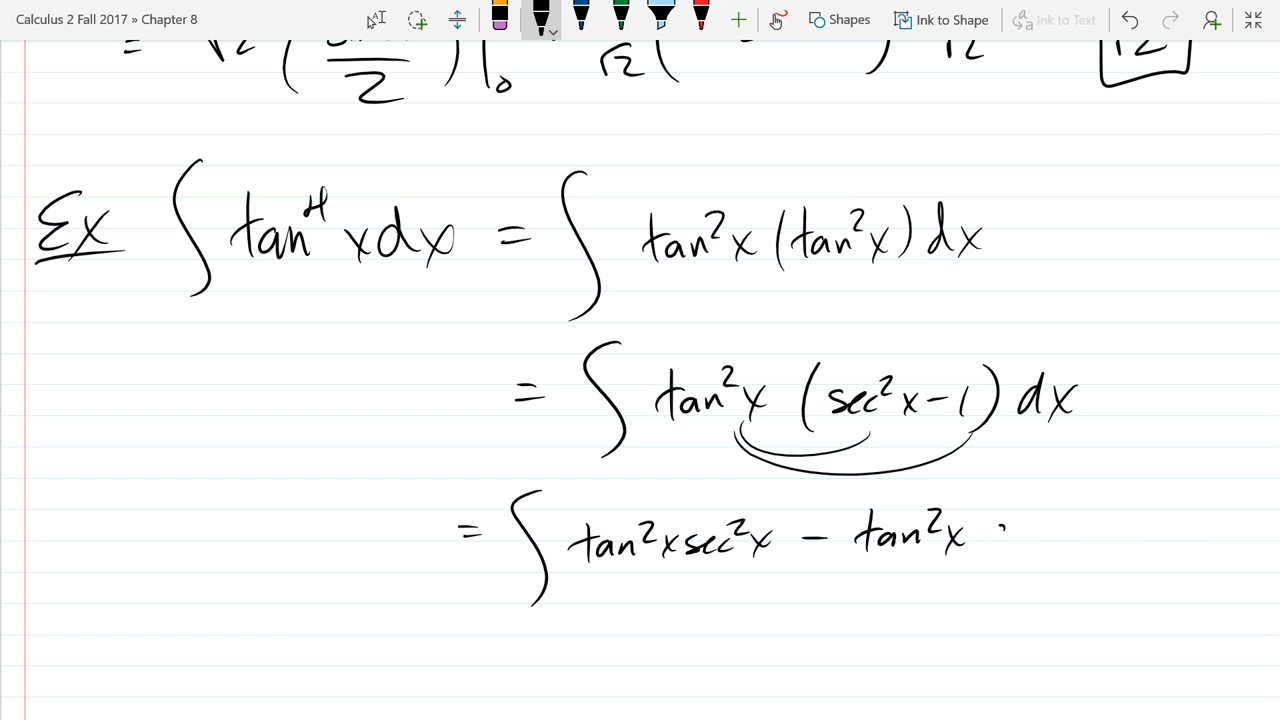 Calculus 2 Fall 2017 » Chapter 8 Shapes Ink to Shape Ink to Text
Ex ∫ tan⁴ x dx = ∫ tan²x (tan²x) dx
= ∫ tan²x (sec²x - 1) dx
= ∫ tan²x sec²x - tan²x